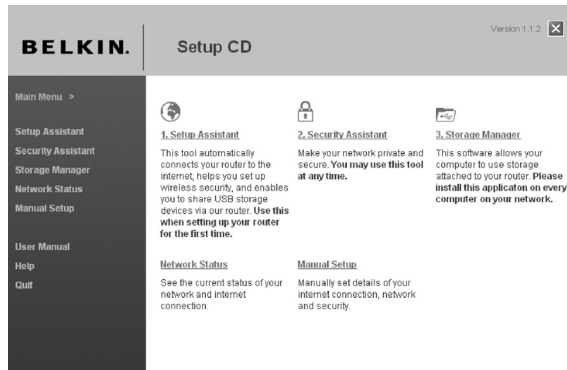 BELKIN.
Setup CD
Version 1.1.2
Main Menu >
Setup Assistant
Security Assistant
Storage Manager
Network Status
Manual Setup
User Manual
Help
Quit
1. Setup Assistant
This tool automatically
connects your router to the
internet, helps you set up
wireless security, and enables
you to share USB storage
devices via our router. Use this
when setting up your router
for the first time.
2. Security Assistant
Make your network private and
secure. You may use this tool
at any time.
3. Storage Manager
This software allows your
computer to use storage
attached to your router. Please
install this applicaton on every
computer on your network.
Network Status
See the current status of your
network and internet
connection.
Manual Setup
Manually set details of your
internet connection, network
and security.